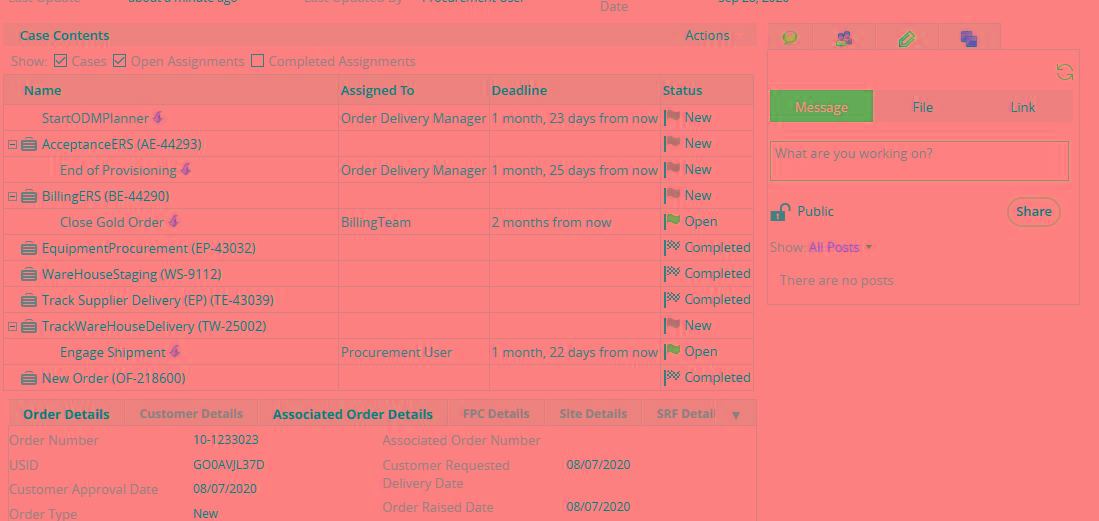 Last Update about a minute ago Last Updated By Procurement User Date Sep 28, 2020
Case Contents Actions
Show: Cases Open Assignments Completed Assignments
Name Assigned To Deadline Status
StartODMPlanner Order Delivery Manager 1 month, 23 days from now New
AcceptanceERS (AE-44293) New
End of Provisioning Order Delivery Manager 1 month, 25 days from now New
BillingERS (BE-44290) New
Close Gold Order BillingTeam 2 months from now Open
EquipmentProcurement (EP-43032) Completed
WareHouseStaging (WS-9112) Completed
Track Supplier Delivery (EP) (TE-43039) Completed
TrackWareHouseDelivery (TW-25002) New
Engage Shipment Procurement User 1 month, 22 days from now Open
New Order (OF-218600) Completed
Message File Link
What are you working on?
Public Share
Show: All Posts
There are no posts
Order Details Customer Details Associated Order Details FPC Details Site Details SRF Detail
Order Number 10-1233023 Associated Order Number
USID GO0AVJL37D Customer Requested Delivery Date 08/07/2020
Customer Approval Date 08/07/2020
Order Raised Date 08/07/2020
Order Type New